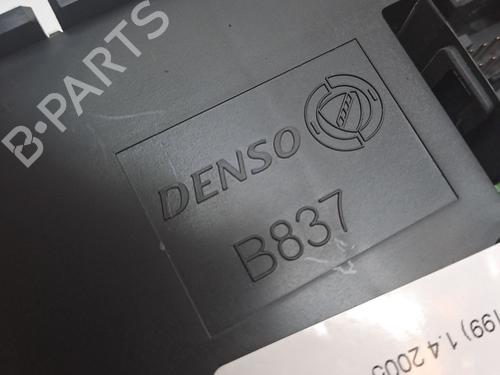 B-PARTS
DENSO
B837
199) 1.4 2005